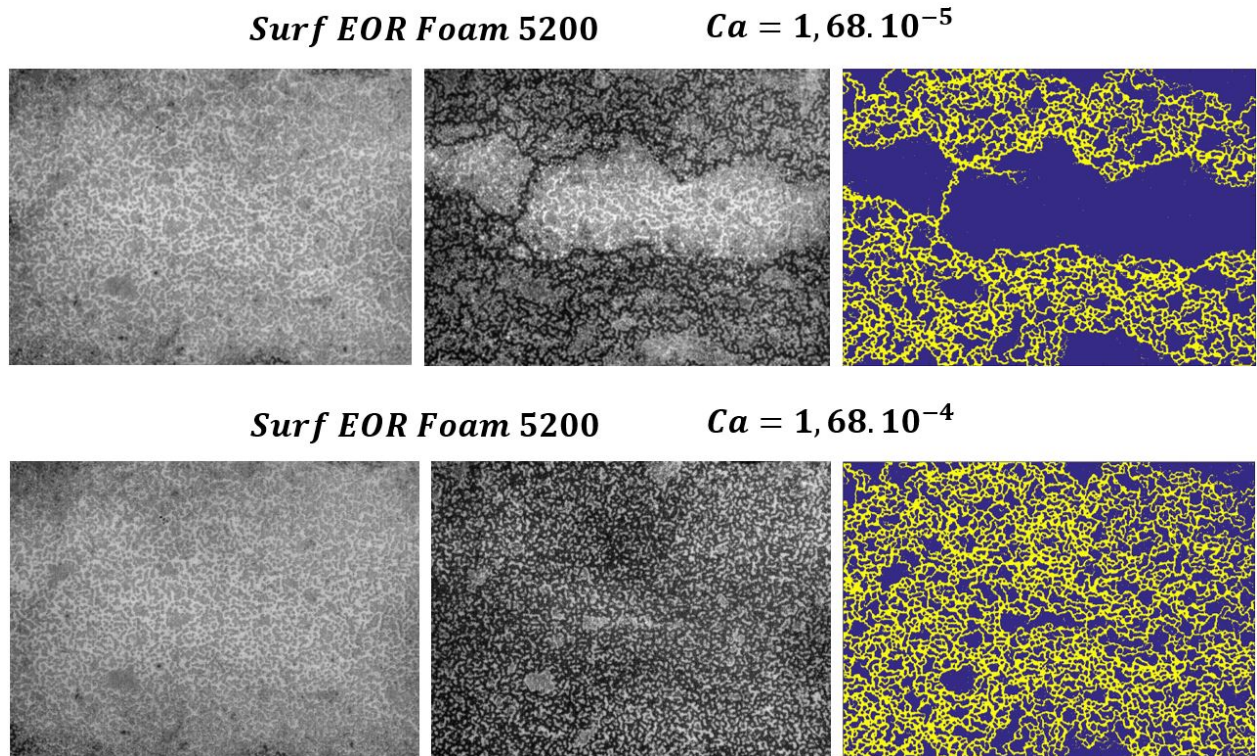 Surf EOR Foam 5200 Ca = 1,68.10⁻⁵
Surf EOR Foam 5200 Ca = 1,68.10⁻⁴